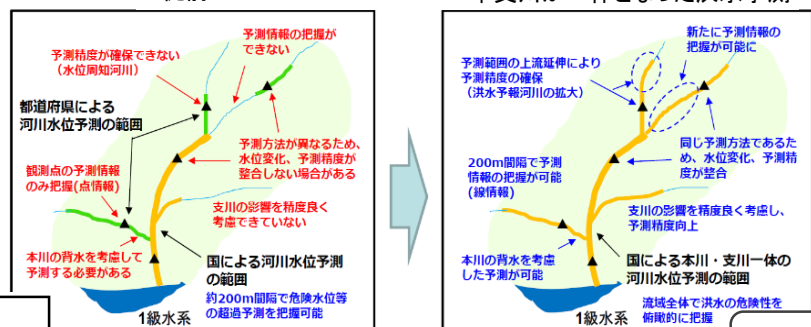 予測精度が確保できない
（水位周知河川）
予測情報の把握が
できない
都道府県による
河川水位予測の範囲
予測方法が異なるため、
水位変化、予測精度が
整合しない場合がある
観測点の予測情報
のみ把握(点情報)
支川の影響を精度良く
考慮できていない
本川の背水を考慮して
予測する必要がある
国による河川水位予測
の範囲
約200m間隔で危険水位等
の超過予測を把握可能
1級水系
新たに予測情報の
把握が可能に
予測範囲の上流延伸により
予測精度の確保
（洪水予報河川の拡大）
同じ予測方法であるた
め、水位変化、予測精
度が整合
200m間隔で予測
情報の把握が可能
(線情報)
支川の影響を精度良く考慮し、
予測精度向上
本川の背水を考慮
した予測が可能
国による本川・支川一体の
河川水位予測の範囲
流域全体で洪水の危険性を
俯瞰的に把握
1級水系